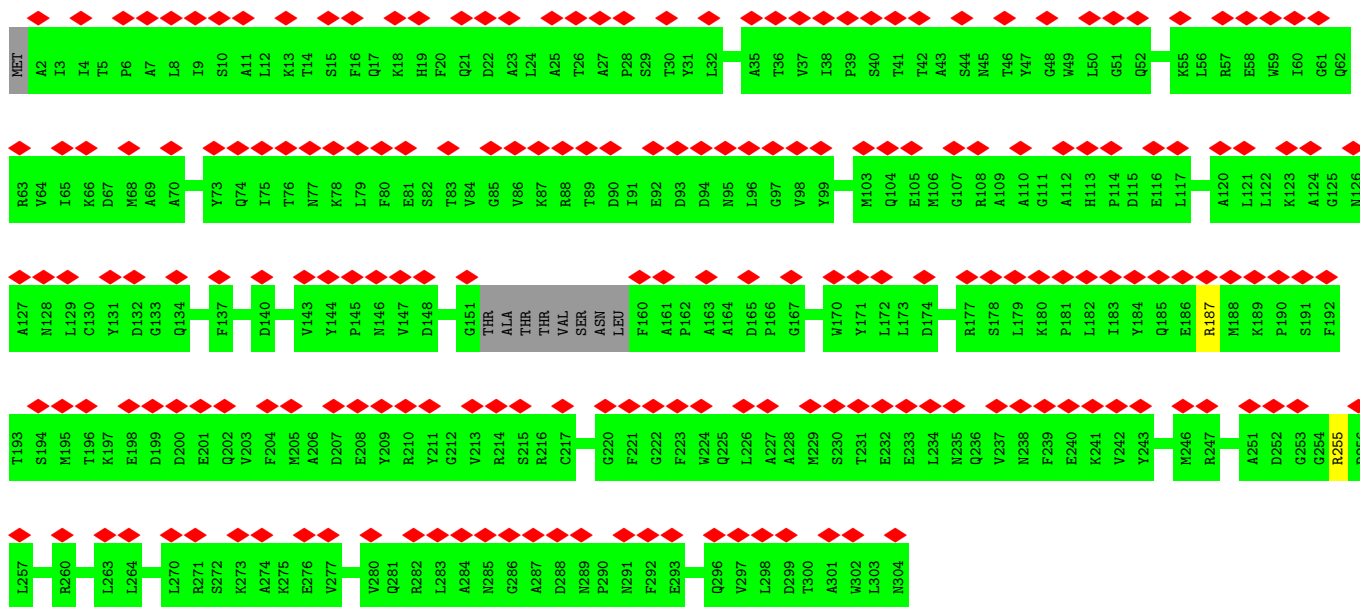 MET A2 I3 I4 T5 P6 A7 L8 I9 S10 A11 L12 K13 T14 S15 F16 Q17 K18 H19 F20 Q21 D22 A23 L24 A25 T26 A27 P28 S29 T30 Y31 L32 A35 T36 V37 I38 P39 S40 T41 T42 A43 S44 N45 T46 Y47 G48 W49 L50 G51 Q52 K55 L56 R57 E58 W59 I60 G61 Q62
R63 V64 I65 K66 D67 M68 A69 A70 Y73 Q74 I75 T76 N77 K78 L79 F80 E81 S82 T83 V84 G85 V86 K87 R88 T89 D90 I91 E92 D93 D94 N95 L96 G97 V98 Y99 M103 Q104 E105 M106 G107 R108 A109 A110 G111 A112 H113 P114 D115 E116 L117 A120 L121 L122 K123 A124 G125 N126
A127 N128 L129 C130 Y131 D132 G133 Q134 F137 D140 V143 Y144 P145 N146 V147 D148 G151 THR ALA THR THR VAL SER ASN LEU F160 A161 P162 A163 A164 D165 P166 G167 W170 Y171 L172 L173 D174 R177 S178 L179 K180 P181 L182 I183 Y184 Q185 E186 R187 M188 K189 P190 S191 F192
T193 S194 M195 T196 K197 E198 D199 D200 E201 Q202 V203 F204 M205 A206 D207 E208 Y209 R210 Y211 G212 V213 R214 S215 R216 C217 G220 F221 G222 F223 W224 Q225 L226 A227 A228 M229 S230 T231 E232 E233 L234 N235 Q236 V237 N238 F239 E240 K241 V242 Y243 M246 R247 A251 D252 G253 G254 R255
L257 R260 L263 L264 L270 R271 S272 K273 A274 K275 E276 V277 V280 Q281 R282 L283 A284 N285 G286 A287 D288 N289 P290 N291 F292 E293 Q296 V297 L298 D299 T300 A301 W302 L303 N304